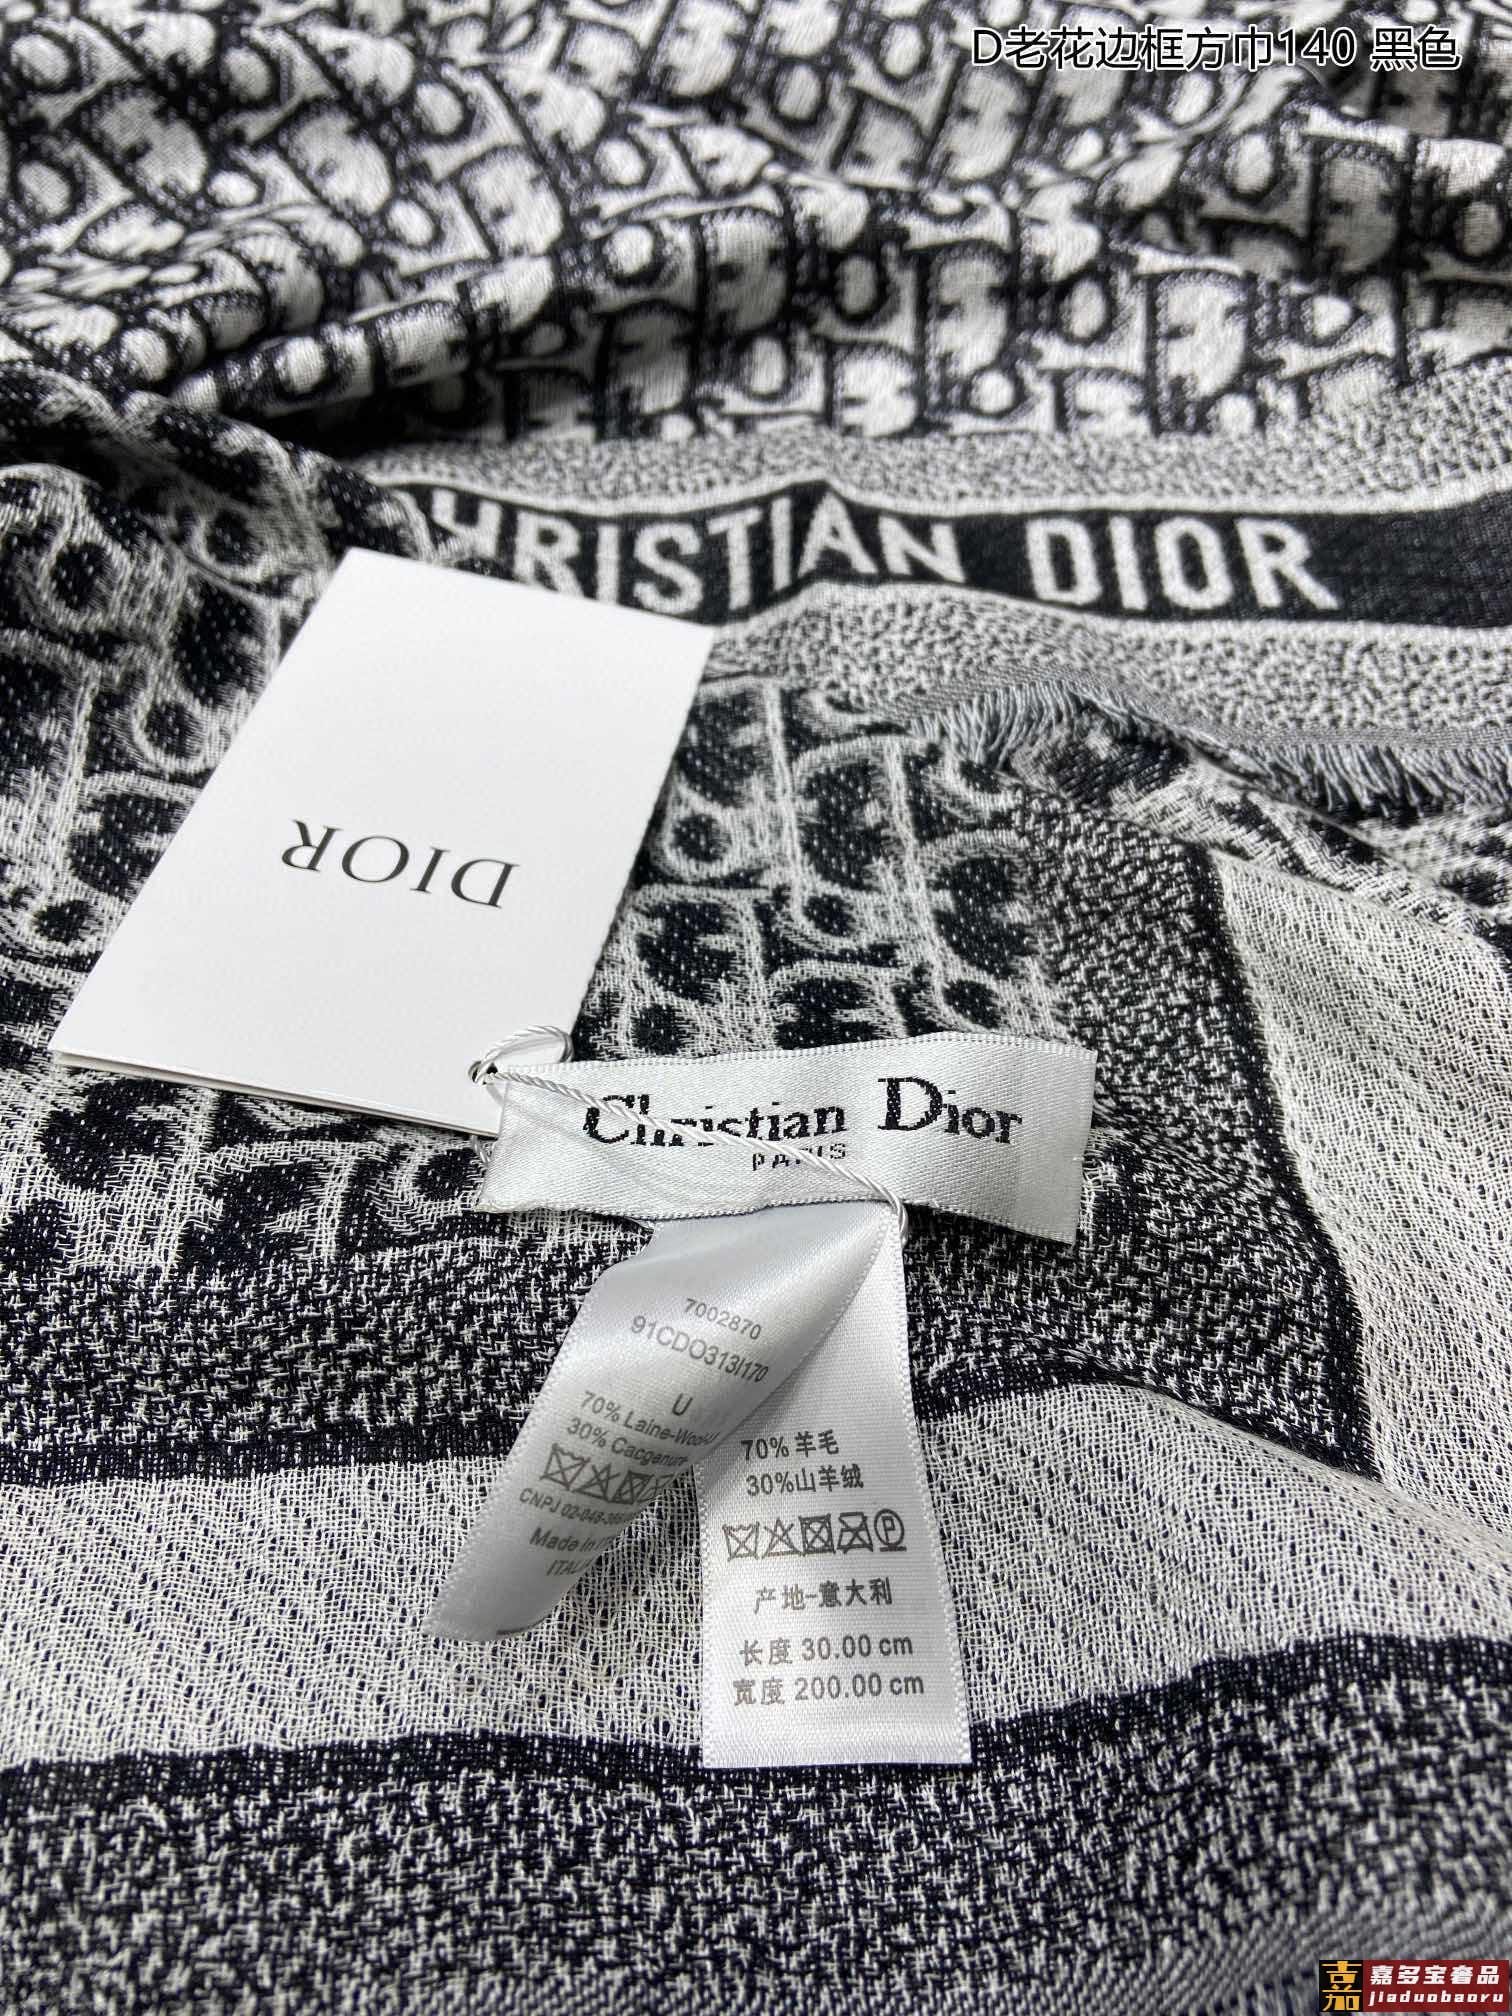 D老花边框方巾140 黑色
CHRISTIAN DIOR
DIOR
Christian Dior
PARIS
7002870
91CDO313I170
U
70% Laine-Wool
30%
CNPJ
Made in
70% 羊毛
30%山羊绒
P
产地-意大利
长度 30.00 cm
宽度 200.00 cm
嘉多宝奢品
jiaduobaoru